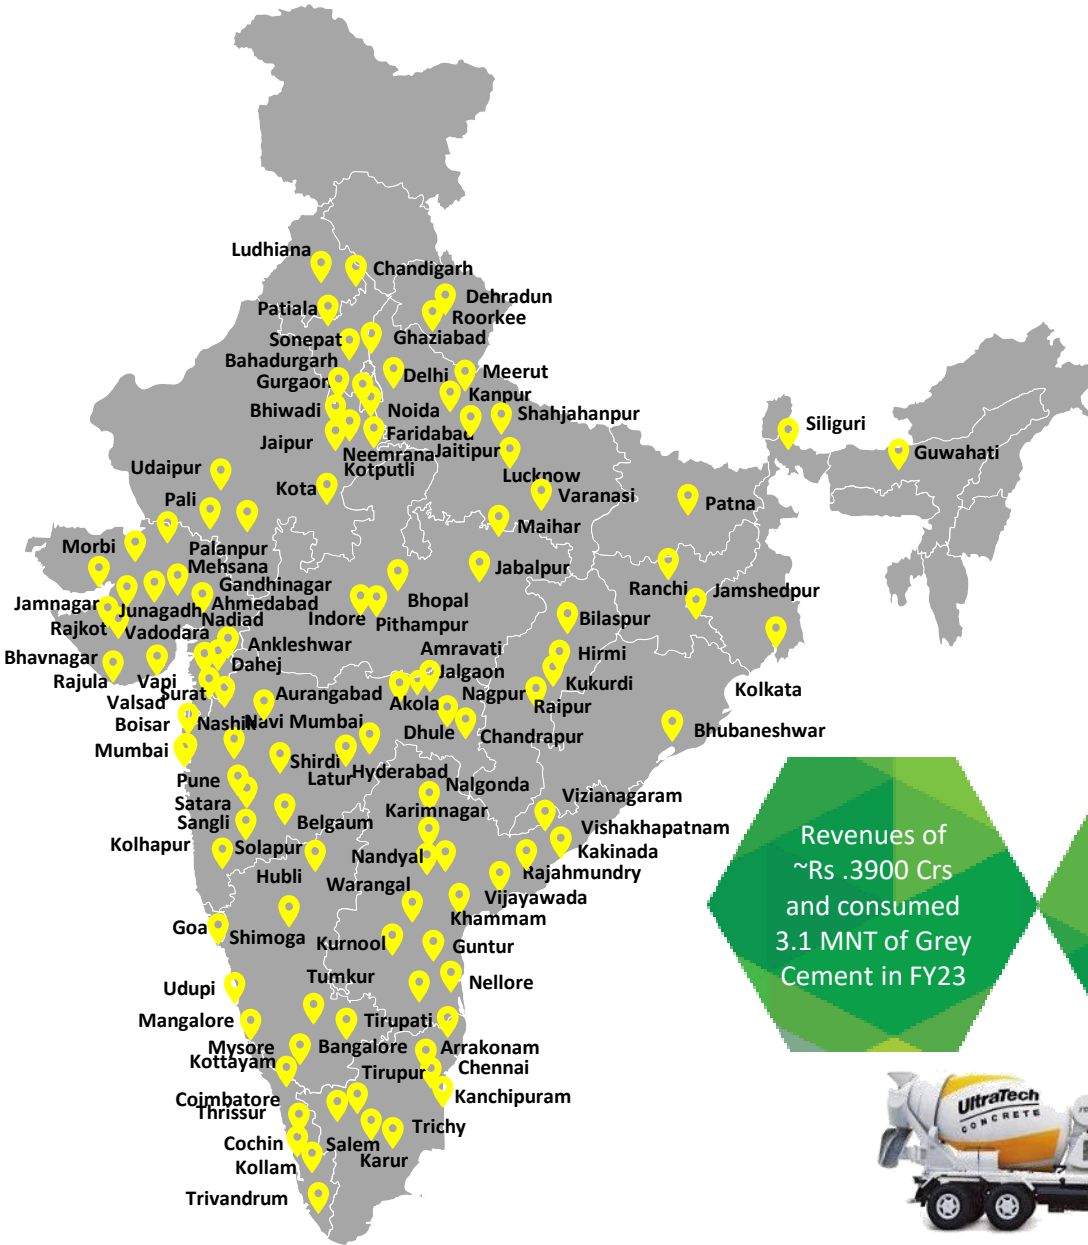 Ludhiana
Chandigarh
Dehradun
Patiala
Roorkee
Sonepat
Ghaziabad
Bahadurgarh
Delhi
Meerut
Gurgaon
Kanpur
Bhiwadi
Noida
Shahjahanpur
Siliguri
Jaipur
Faridabad
Neemrana
Jaitipur
Guwahati
Kotputli
Udaipur
Lucknow
Kota
Varanasi
Pali
Patna
Maihar
Morbi
Palanpur
Mehsana
Jabalpur
Gandhinagar
Ranchi
Jamshedpur
Jamnagar
Junagadh
Ahmedabad
Bhopal
Nadiad
Indore
Pithampur
Bilaspur
Rajkot
Vadodara
Ankleshwar
Amravati
Hirmi
Bhavnagar
Dahej
Jalgaon
Rajula
Vapi
Kukurdi
Surat
Aurangabad
Nagpur
Kolkata
Valsad
Akola
Raipur
Boisar
Nashik
Navi Mumbai
Dhule
Chandrapur
Bhubaneshwar
Mumbai
Shirdi
Latur
Hyderabad
Pune
Nalgonda
Satara
Karimnagar
Vizianagaram
Sangli
Belgaum
Vishakhapatnam
Kolhapur
Solapur
Nandyal
Kakinada
Hubli
Warangal
Rajahmundry
Vijayawada
Khammam
Goa
Shimoga
Kurnool
Guntur
Tumkur
Nellore
Udupi
Mangalore
Tirupati
Mysore
Bangalore
Arrakonam
Kottayam
Tirupur
Chennai
Coimbatore
Kanchipuram
Thrissur
Trichy
Cochin
Salem
Kollam
Karur
Trivandrum
Revenues of
~Rs .3900 Crs
and consumed
3.1 MNT of Grey
Cement in FY23
UltraTech
CONCRETE